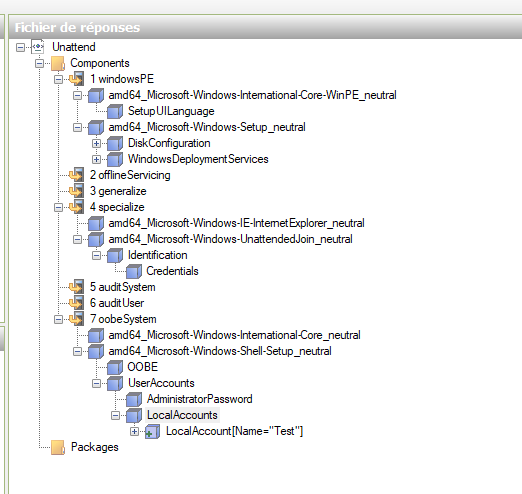 Fichier de réponses
Unattend
Components
1 windowsPE
amd64_Microsoft-Windows-International-Core-WinPE_neutral
SetupUILanguage
amd64_Microsoft-Windows-Setup_neutral
DiskConfiguration
WindowsDeploymentServices
2 offlineServicing
3 generalize
4 specialize
amd64_Microsoft-Windows-IE-InternetExplorer_neutral
amd64_Microsoft-Windows-UnattendedJoin_neutral
Identification
Credentials
5 auditSystem
6 auditUser
7 oobeSystem
amd64_Microsoft-Windows-International-Core_neutral
amd64_Microsoft-Windows-Shell-Setup_neutral
OOBE
UserAccounts
AdministratorPassword
LocalAccounts
LocalAccount[Name="Test"]
Packages